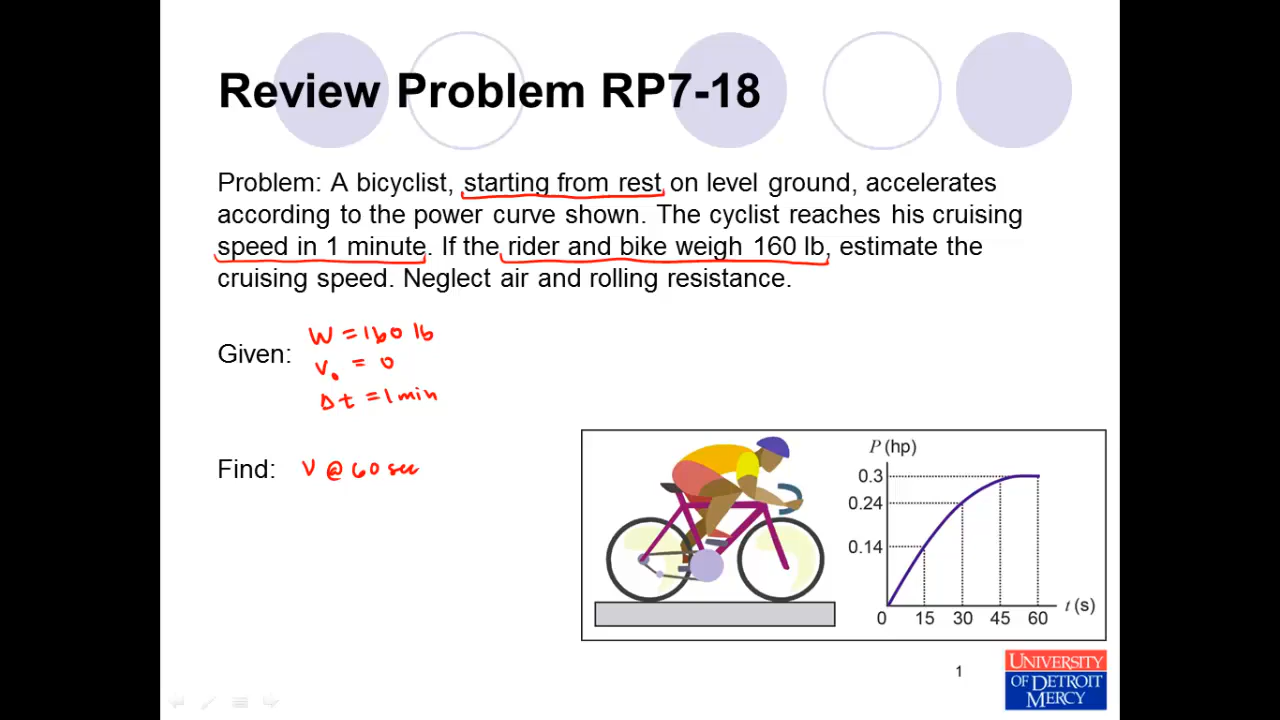 Review Problem RP7-18
Problem: A bicyclist, starting from rest on level ground, accelerates
according to the power curve shown. The cyclist reaches his cruising
speed in 1 minute. If the rider and bike weigh 160 lb, estimate the
cruising speed. Neglect air and rolling resistance.
Given:
W = 160 lb
V₀ = 0
Δt = 1 min
Find: V @ 60 sec
P (hp)
0.3
0.24
0.14
0 15 30 45 60
t (s)
1
UNIVERSITY
OF DETROIT
MERCY